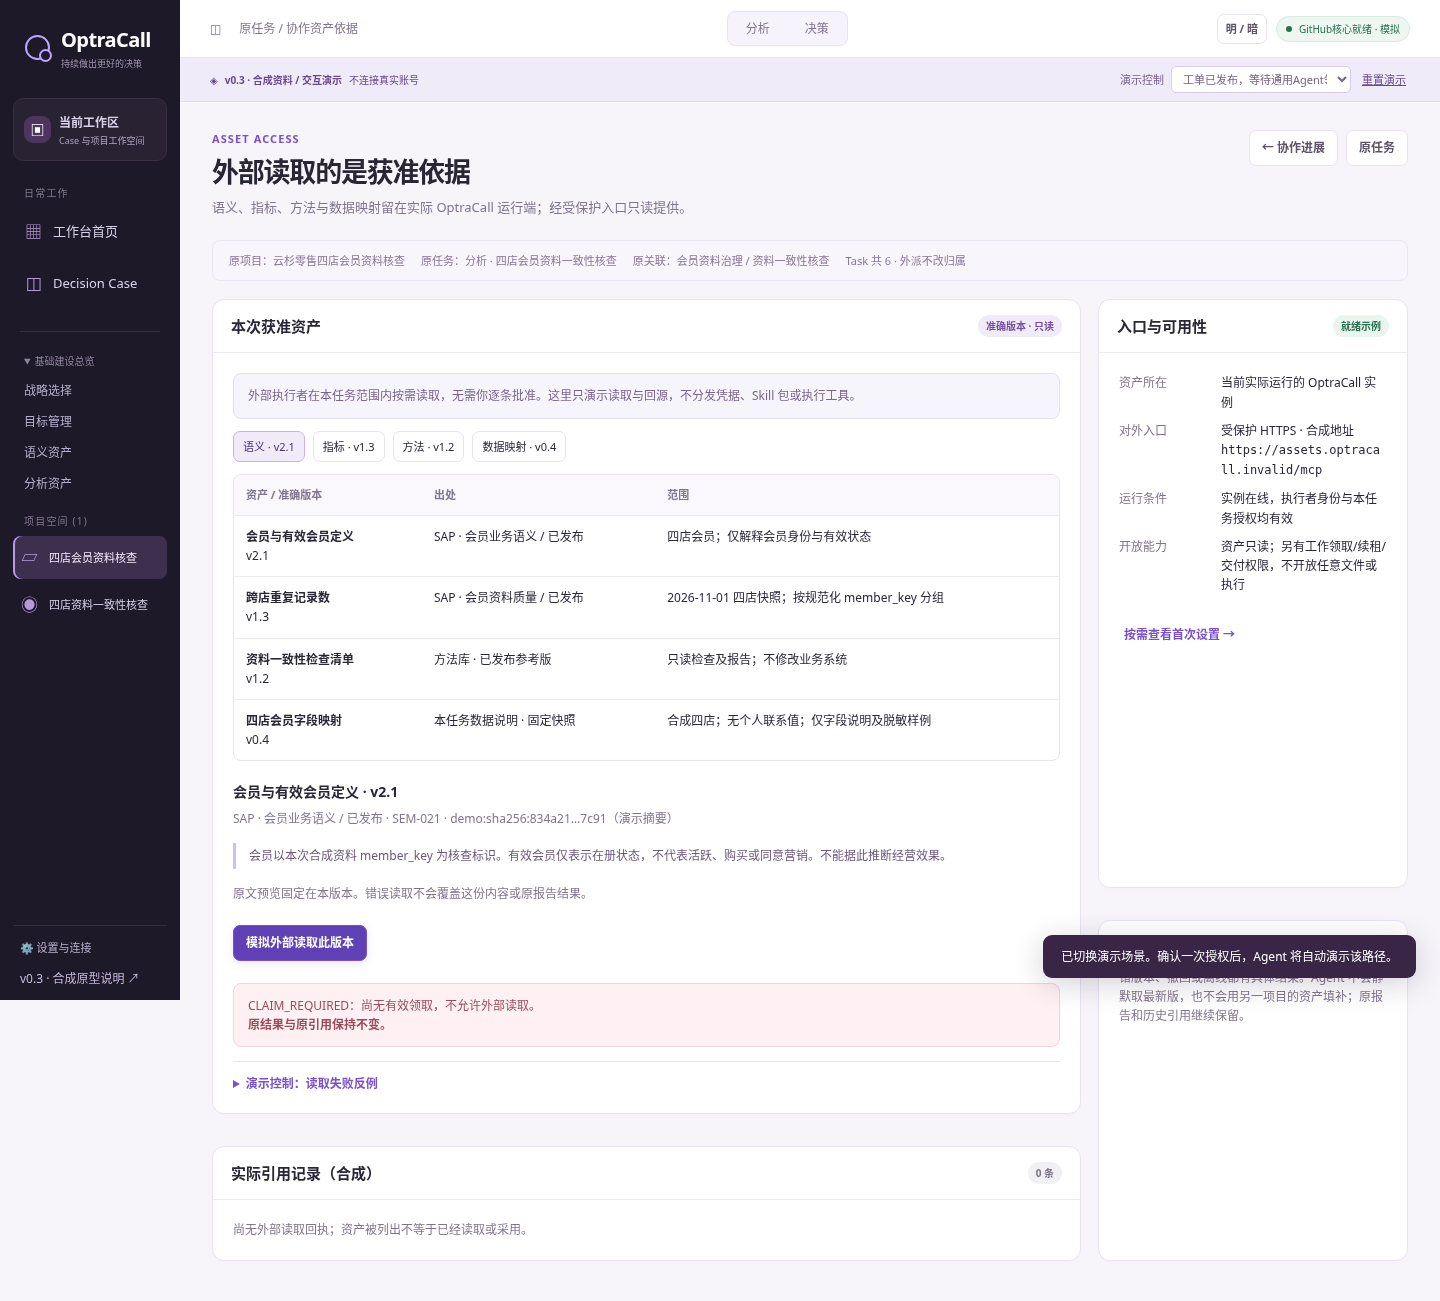 OptraCall
持续做出更好的决策
当前工作区
Case 与项目工作空间
日常工作
工作台首页
Decision Case
▼ 基础建设总览
战略选择
目标管理
语义资产
分析资产
项目空间 (1)
四店会员资料核查
四店资料一致性核查
设置与连接
v0.3 · 合成原型说明 ↗
原任务 / 协作资产依据
分析
决策
明 / 暗
GitHub核心就绪 · 模拟
◈ v0.3 · 合成资料 / 交互演示 不连接真实账号
演示控制
工单已发布，等待通用Agent
重置演示
ASSET ACCESS
外部读取的是获准依据
语义、指标、方法与数据映射留在实际 OptraCall 运行端；经受保护入口只读提供。
← 协作进展
原任务
原项目：云杉零售四店会员资料核查 原任务：分析 · 四店会员资料一致性核查 原关联：会员资料治理 / 资料一致性核查 Task 共 6 · 外派不改归属
本次获准资产
准确版本 · 只读
外部执行者在本任务范围内按需读取，无需你逐条批准。这里只演示读取与回源，不分发凭据、Skill 包或执行工具。
语义 · v2.1
指标 · v1.3
方法 · v1.2
数据映射 · v0.4
资产 / 准确版本 出处 范围
会员与有效会员定义 SAP · 会员业务语义 / 已发布 四店会员；仅解释会员身份与有效状态
v2.1
跨店重复记录数 SAP · 会员资料质量 / 已发布 2026-11-01 四店快照；按规范化 member_key 分组
v1.3
资料一致性检查清单 方法库 · 已发布参考版 只读检查及报告；不修改业务系统
v1.2
四店会员字段映射 本任务数据说明 · 固定快照 合成四店；无个人联系值；仅字段说明及脱敏样例
v0.4
会员与有效会员定义 · v2.1
SAP · 会员业务语义 / 已发布 · SEM-021 · demo:sha256:834a21…7c91（演示摘要）
会员以本次合成资料 member_key 为核查标识。有效会员仅表示在册状态，不代表活跃、购买或同意营销。不能据此推断经营效果。
原文预览固定在本版本。错误读取不会覆盖这份内容或原报告结果。
模拟外部读取此版本
CLAIM_REQUIRED：尚无有效领取，不允许外部读取。
原结果与原引用保持不变。
▶ 演示控制：读取失败反例
实际引用记录（合成）
0 条
尚无外部读取回执；资产被列出不等于已经读取或采用。
入口与可用性
就绪示例
资产所在 当前实际运行的 OptraCall 实
例
对外入口 受保护 HTTPS · 合成地址
https://assets.optraca
ll.invalid/mcp
运行条件 实例在线，执行者身份与本任
务授权均有效
开放能力 资产只读；另有工作领取/续租/
交付权限，不开放任意文件或
执行
按需查看首次设置 →
已切换演示场景。确认一次授权后，Agent 将自动演示该路径。
默取最新版，也不会用另一项目的资产填补；原报
告和历史引用继续保留。